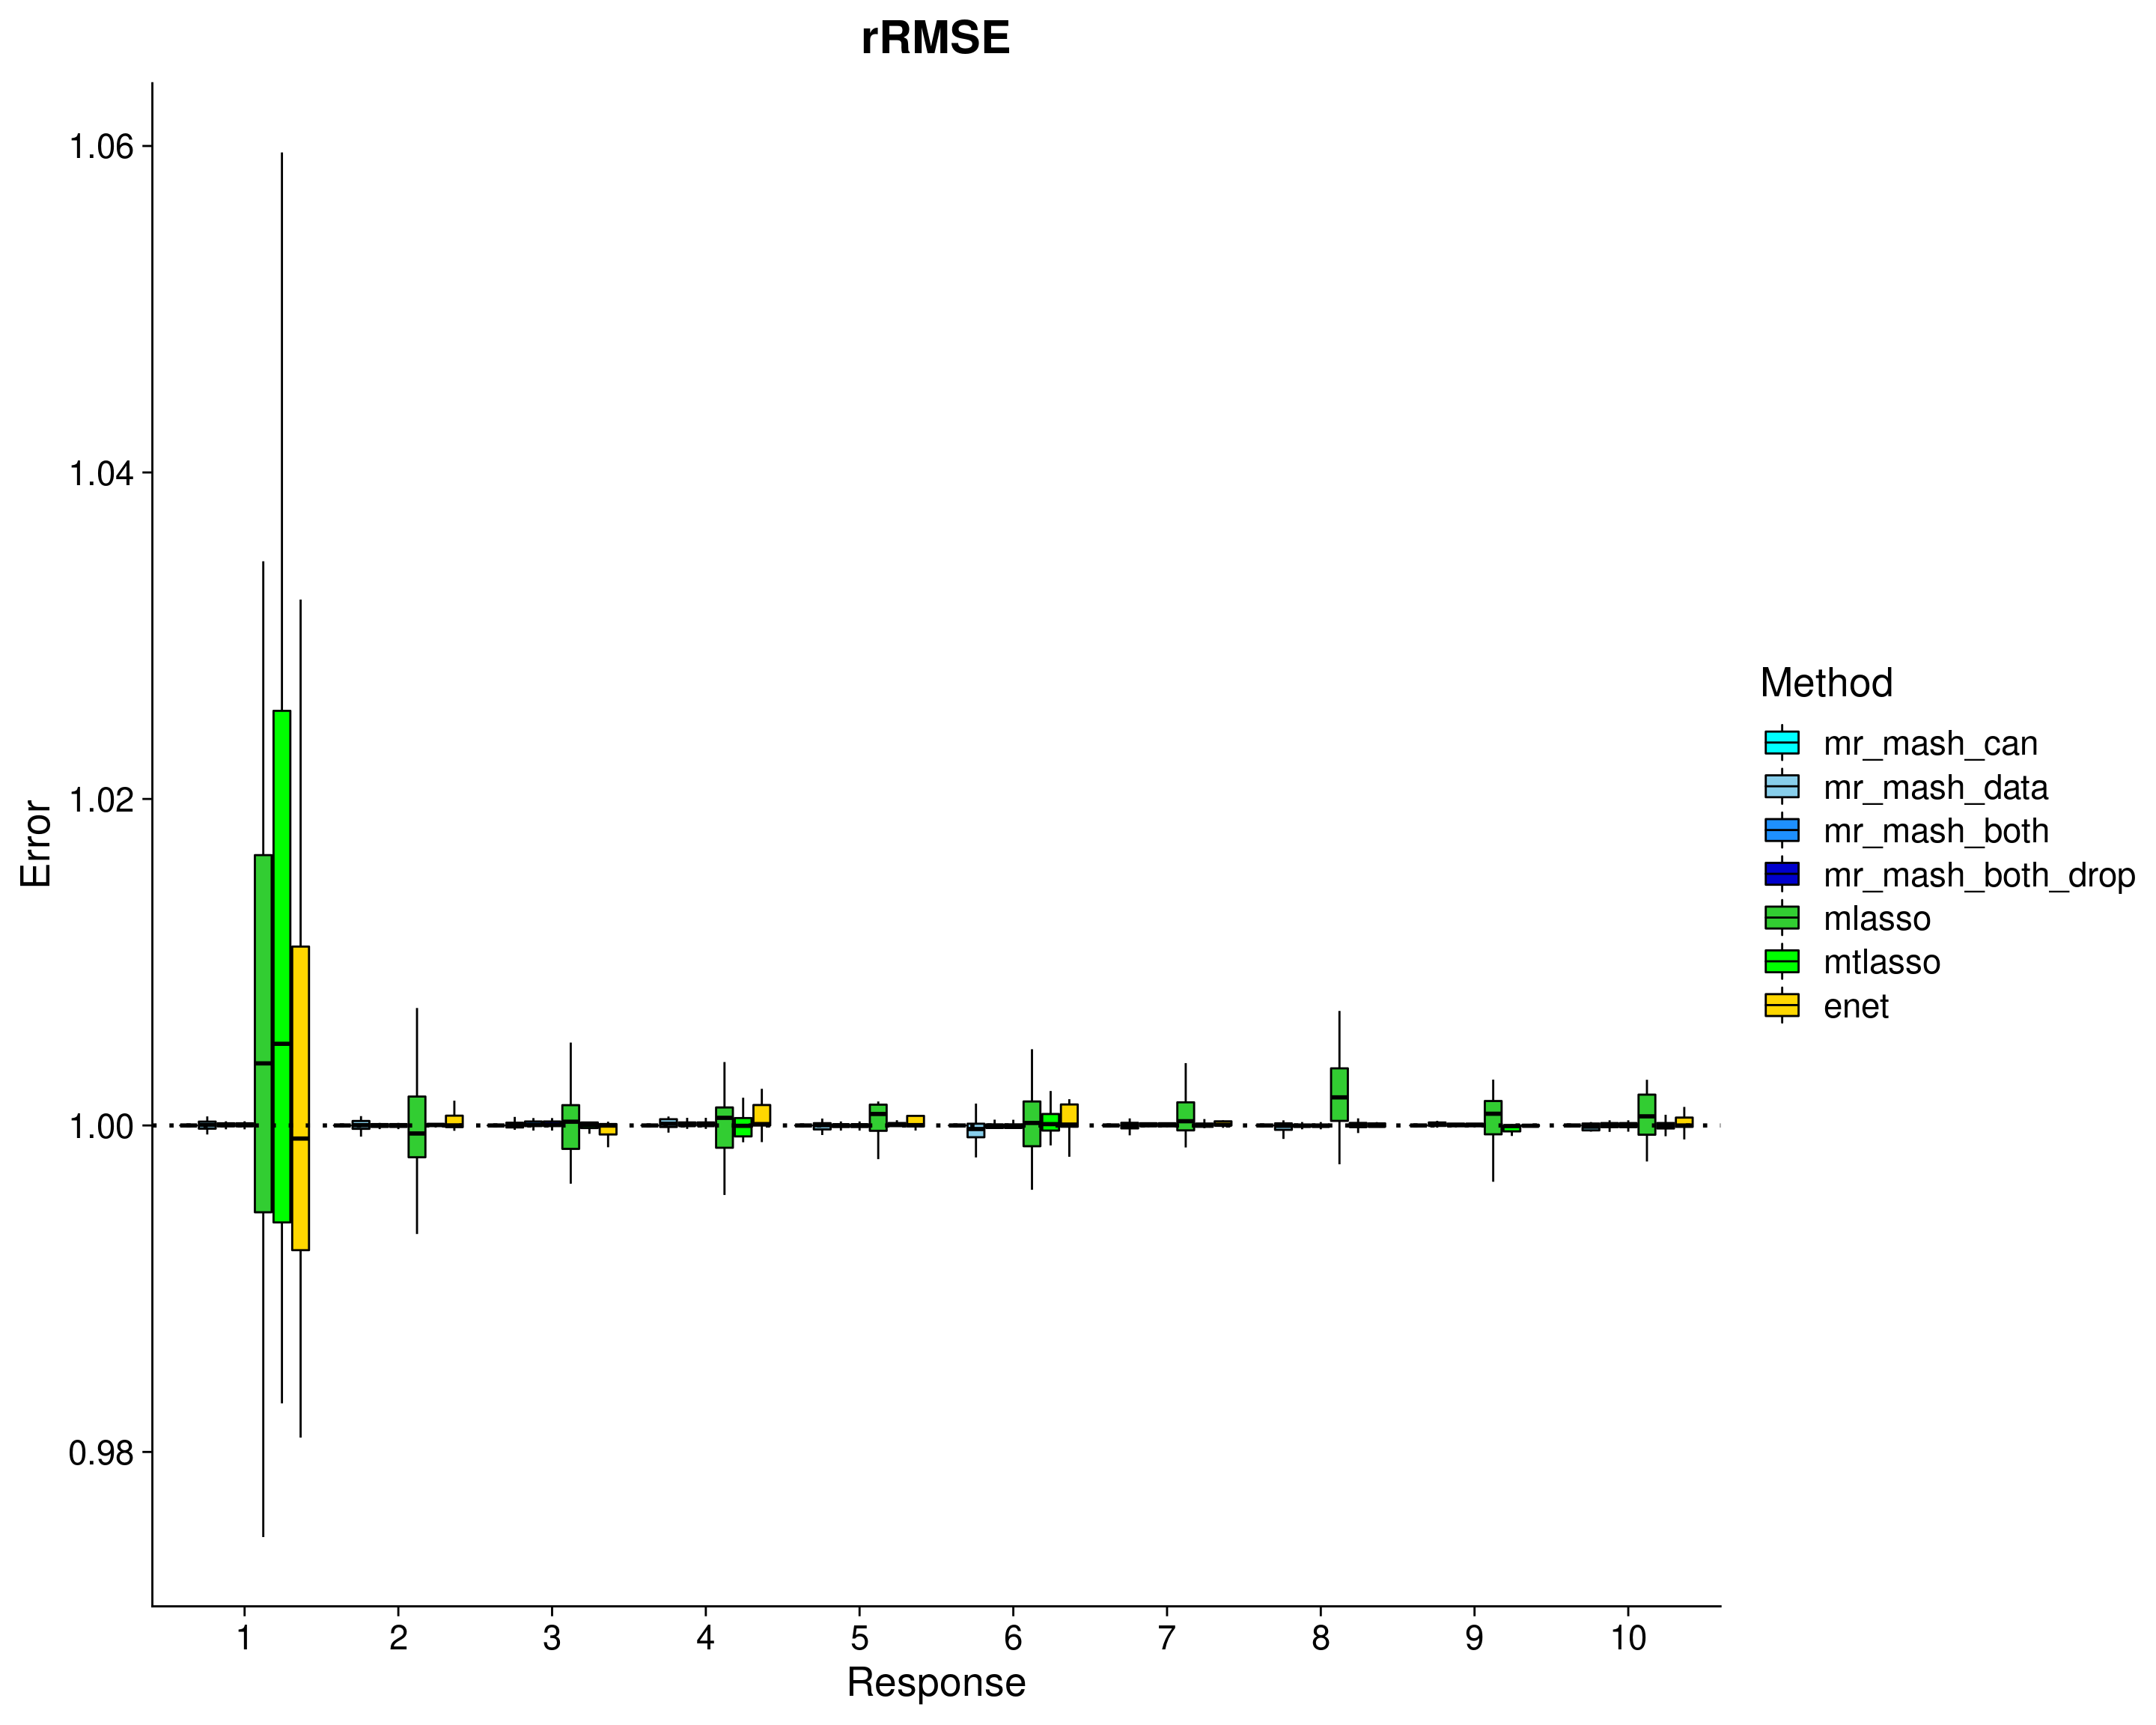 rRMSE
1.06
1.04
1.02
1.00
0.98
Error
1 2 3 4 5 6 7 8 9 10
Response
Method
mr_mash_can
mr_mash_data
mr_mash_both
mr_mash_both_drop
mlasso
mtlasso
enet